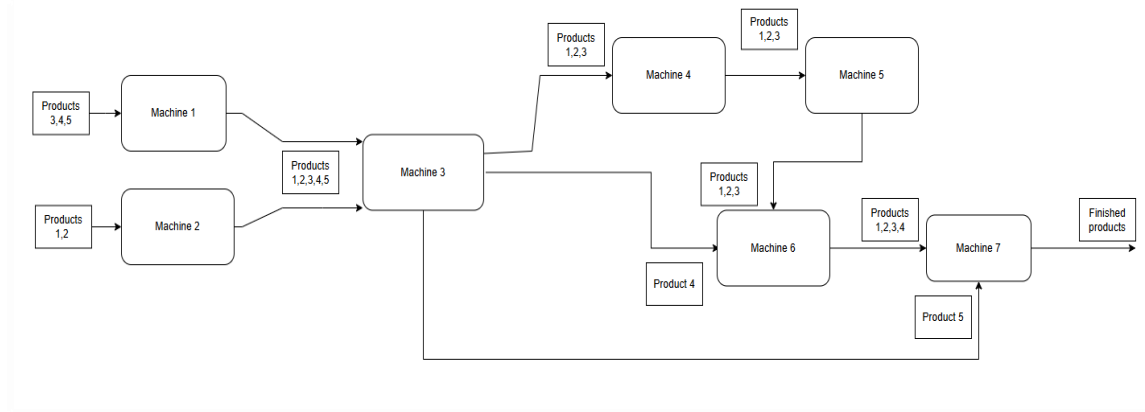 Products
3,4,5
Machine 1
Products
1,2
Machine 2
Products
1,2,3,4,5
Machine 3
Products
1,2,3
Machine 4
Products
1,2,3
Machine 5
Products
1,2,3
Product 4
Machine 6
Products
1,2,3,4
Product 5
Machine 7
Finished
products